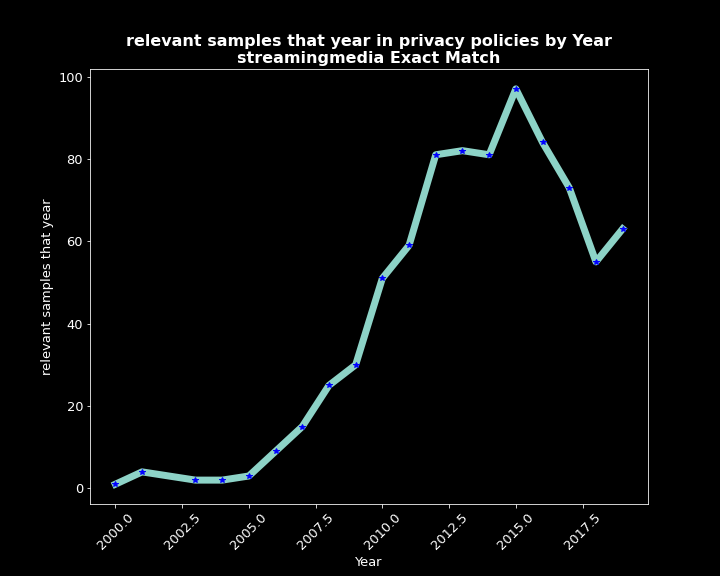 relevant samples that year in privacy policies by Year
streamingmedia Exact Match
relevant samples that year
100
80
60
40
20
0
2000.0 2002.5 2005.0 2007.5 2010.0 2012.5 2015.0 2017.5
Year